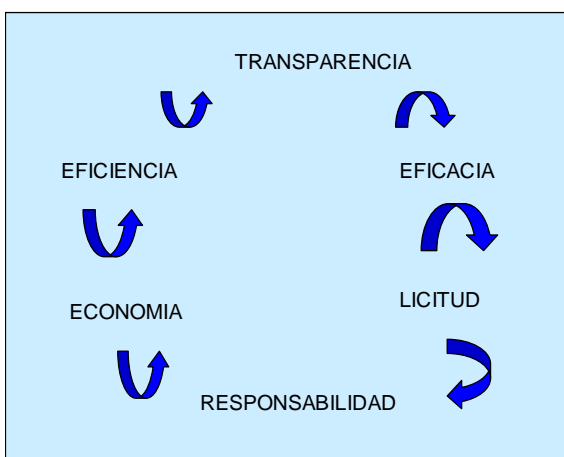 TRANSPARENCIA
EFICIENCIA
EFICACIA
ECONOMIA
LICITUD
RESPONSABILIDAD